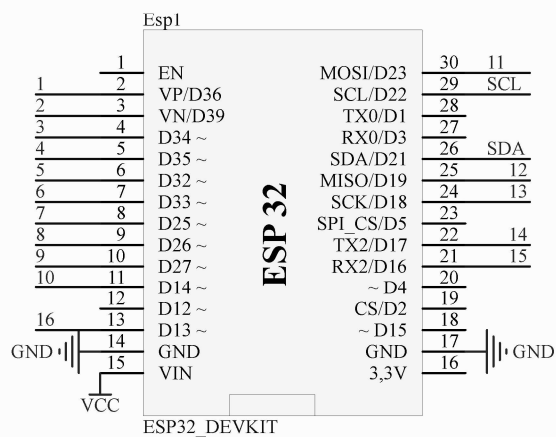 Esp1
1 EN MOSI/D23 30 11
1 2 VP/D36 SCL/D22 29 SCL
2 3 VN/D39 TX0/D1 28
3 4 D34 ~ RX0/D3 27
4 5 D35 ~ SDA/D21 26 SDA
5 6 D32 ~ MISO/D19 25 12
6 7 D33 ~ SCK/D18 24 13
7 8 D25 ~ SPI_CS/D5 23
8 9 D26 ~ TX2/D17 22 14
9 10 D27 ~ RX2/D16 21 15
10 11 D14 ~ ~ D4 20
12 D12 ~ CS/D2 19
16 13 D13 ~ ~ D15 18
GND 14 GND GND 17 GND
15 VIN 3,3V 16
VCC
ESP 32
ESP32_DEVKIT